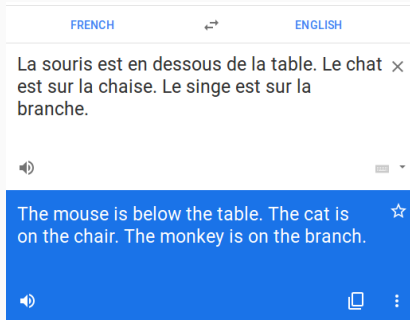 FRENCH ENGLISH
La souris est en dessous de la table. Le chat
est sur la chaise. Le singe est sur la
branche.
The mouse is below the table. The cat is
on the chair. The monkey is on the branch.